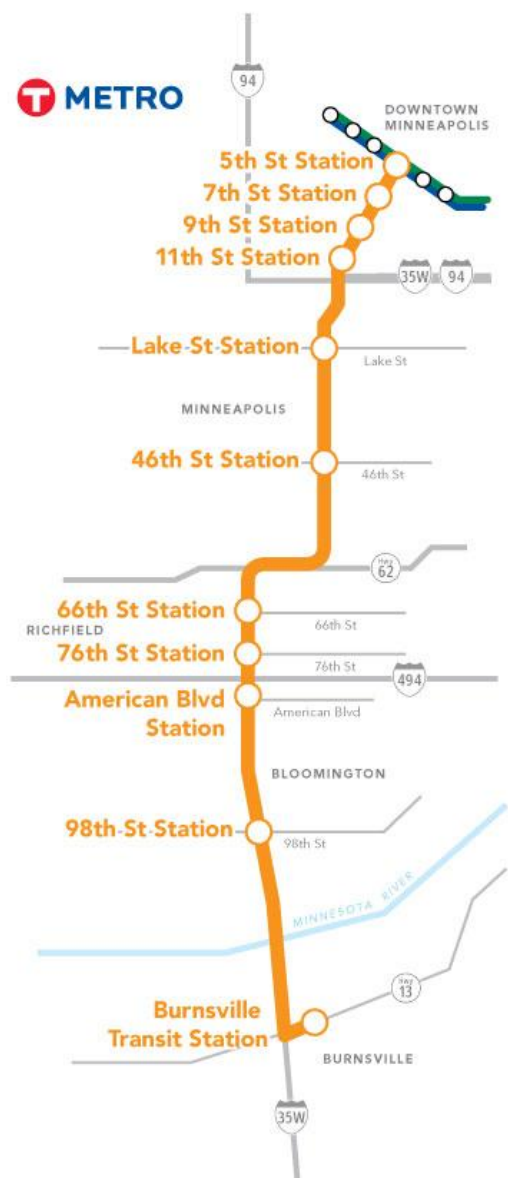 94
T METRO
DOWNTOWN
MINNEAPOLIS
5th St Station
7th St Station
9th St Station
11th St Station
35W
94
Lake St Station
Lake St
MINNEAPOLIS
46th St Station
46th St
Hwy
62
66th St Station
66th St
RICHFIELD
76th St Station
76th St
494
American Blvd
Station
American Blvd
BLOOMINGTON
98th St Station
98th St
MINNESOTA RIVER
Hwy
13
Burnsville
Transit Station
BURNSVILLE
35W